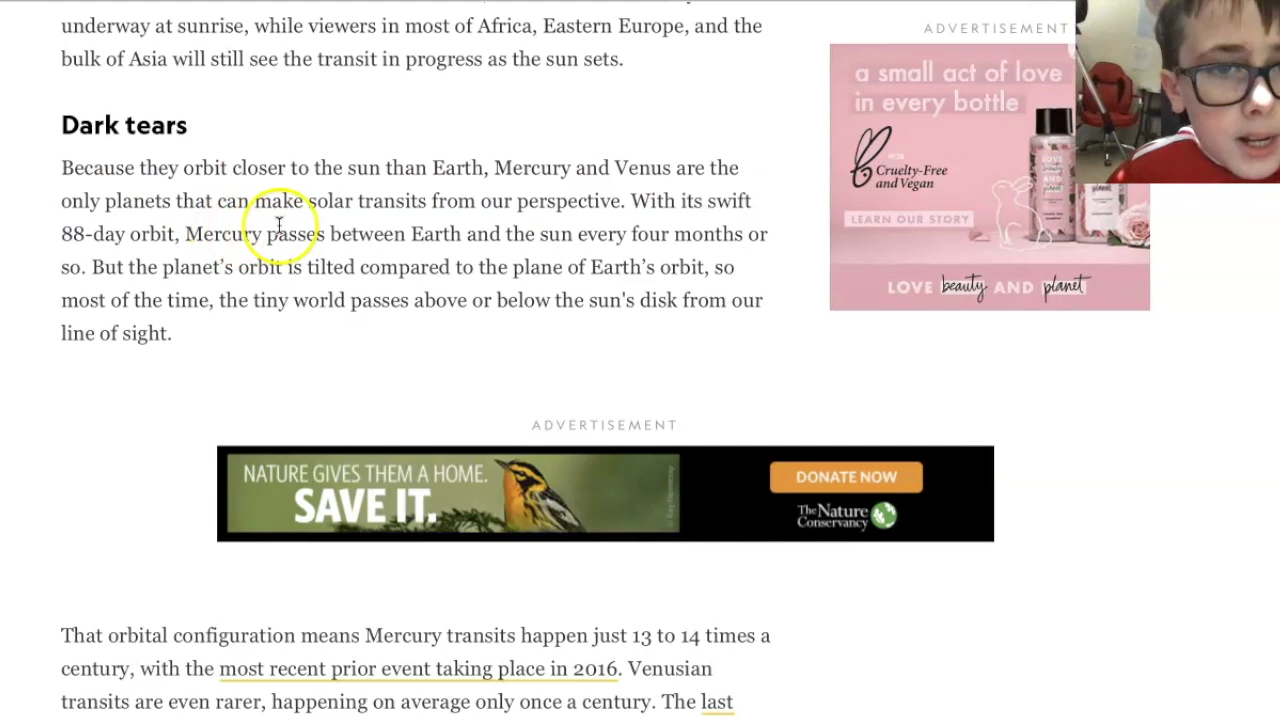 underway at sunrise, while viewers in most of Africa, Eastern Europe, and the
bulk of Asia will still see the transit in progress as the sun sets.
Dark tears
Because they orbit closer to the sun than Earth, Mercury and Venus are the
only planets that can make solar transits from our perspective. With its swift
88-day orbit, Mercury passes between Earth and the sun every four months or
so. But the planet's orbit is tilted compared to the plane of Earth's orbit, so
most of the time, the tiny world passes above or below the sun's disk from our
line of sight.
ADVERTISEMENT
a small act of love
in every bottle
Cruelty-Free
and Vegan
LEARN OUR STORY
LOVE beauty AND planet
ADVERTISEMENT
NATURE GIVES THEM A HOME.
SAVE IT.
DONATE NOW
The Nature
Conservancy
That orbital configuration means Mercury transits happen just 13 to 14 times a
century, with the most recent prior event taking place in 2016. Venusian
transits are even rarer, happening on average only once a century. The last